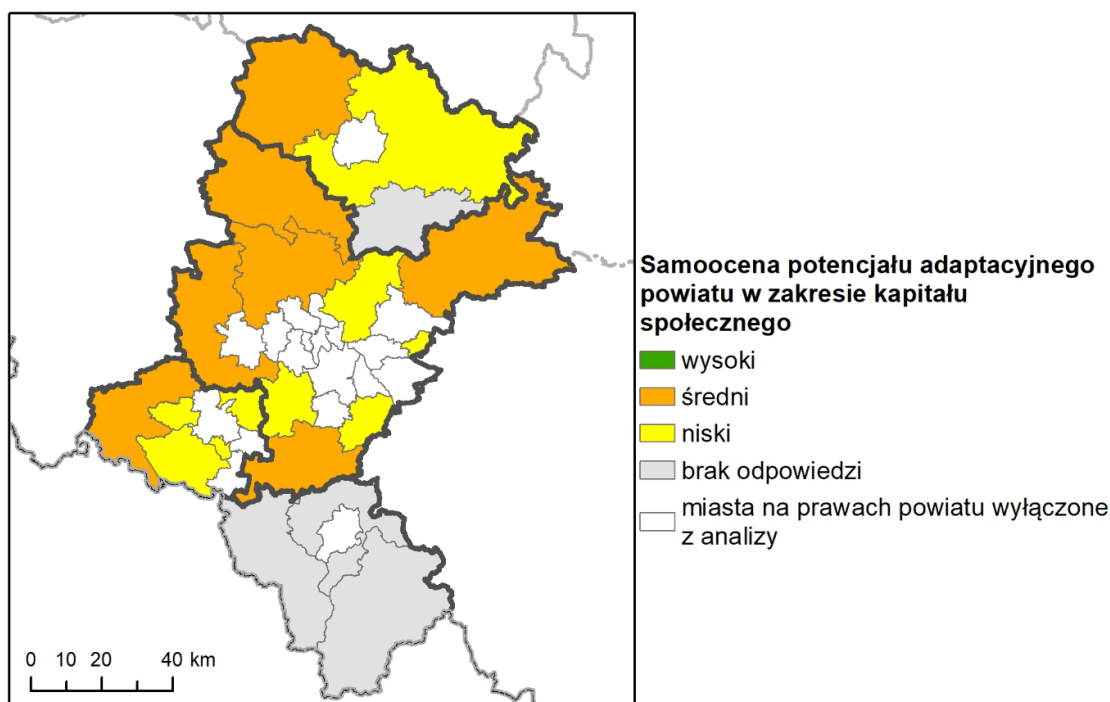 Samoocena potencjału adaptacyjnego
powiatu w zakresie kapitału
społecznego
wysoki
średni
niski
brak odpowiedzi
miasta na prawach powiatu wyłączone
z analizy
0 10 20 40 km